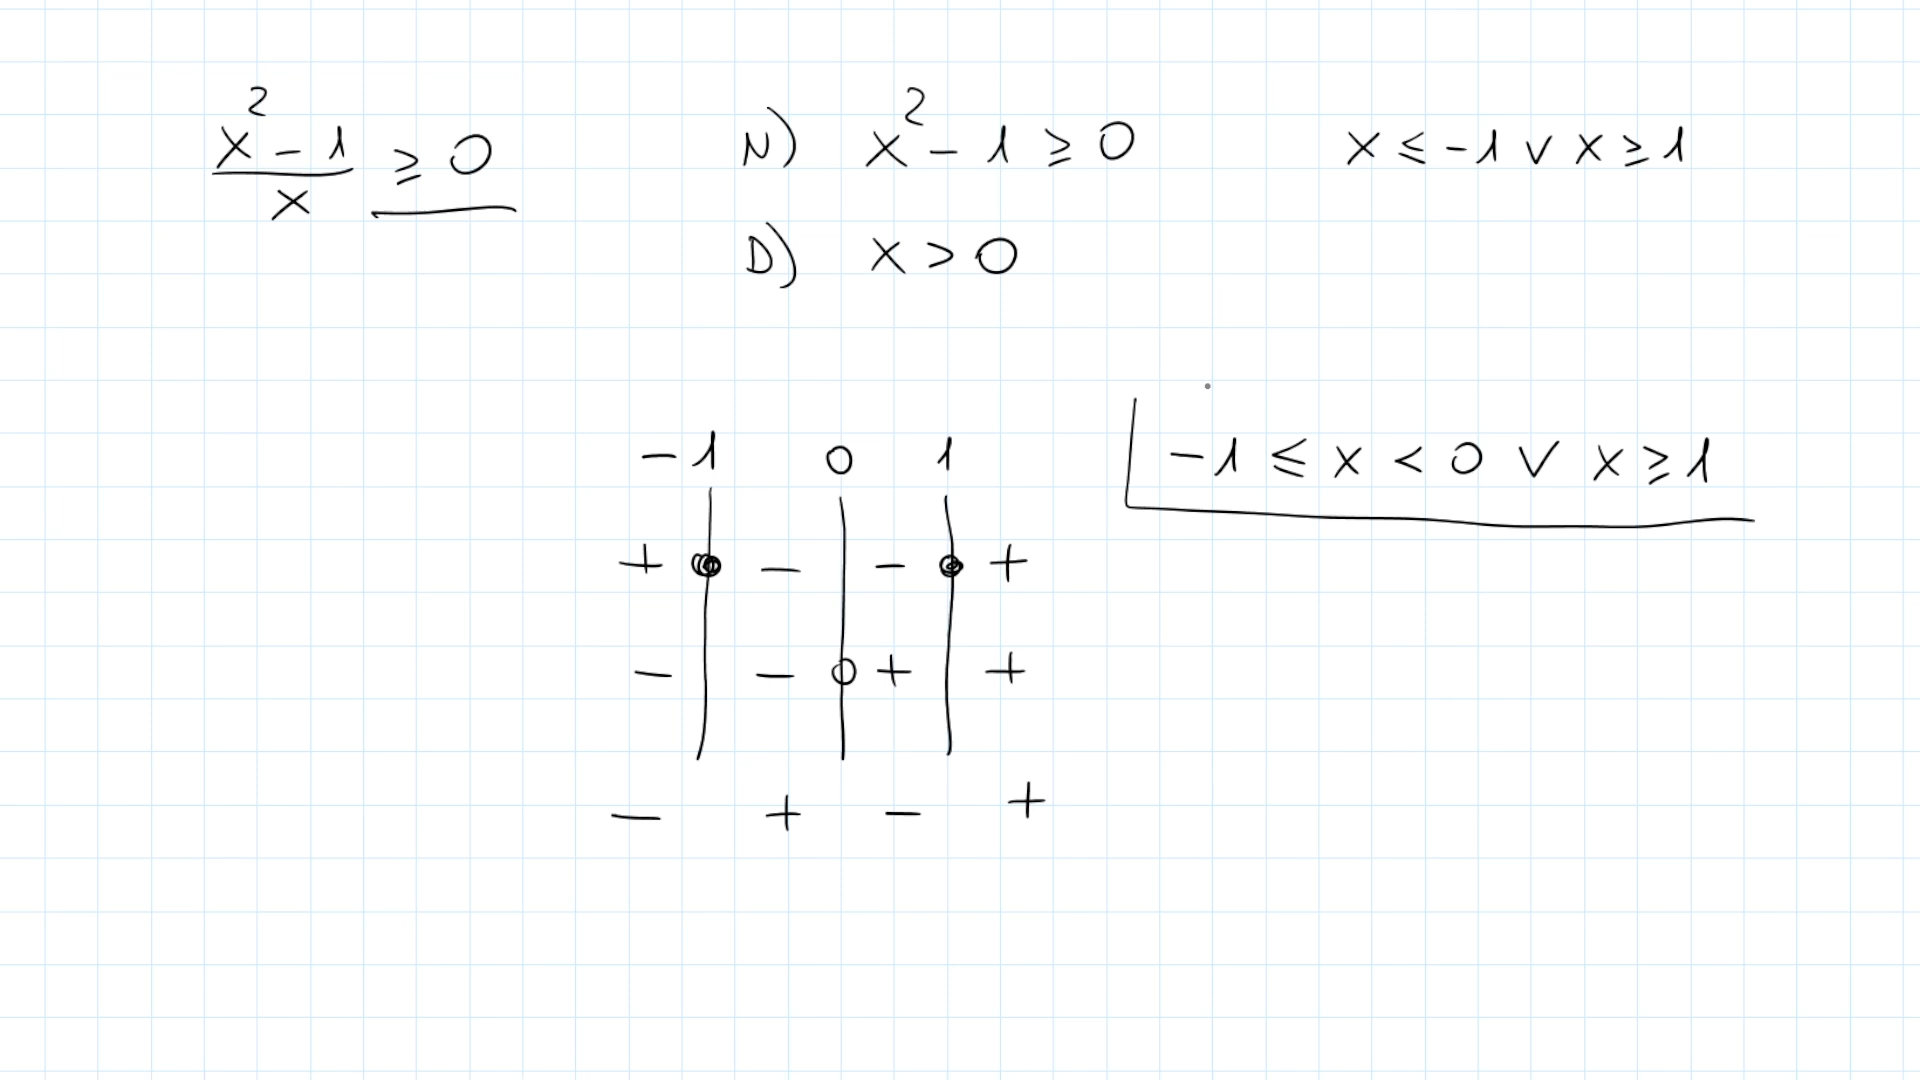 x² - 1 / x ≥ 0
N) x² - 1 ≥ 0 x ≤ -1 ∨ x ≥ 1
D) x > 0
-1 0 1
-1 ≤ x < 0 ∨ x ≥ 1
+ - - +
- - + +
- + - +